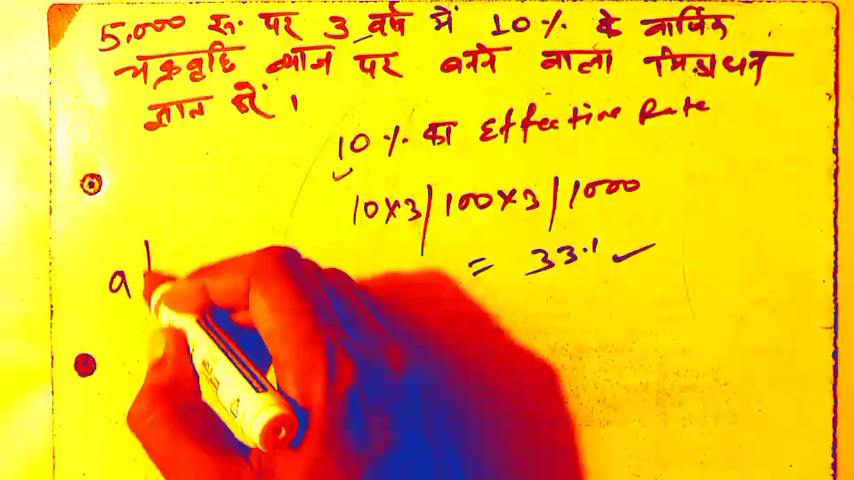 5,000 रू. पर 3 वर्ष में 10% के वार्षिक
चक्रवृद्धि ब्याज पर बनने वाला मिश्रधन
ज्ञात करें।
10% का Effective Rate
10×3/100×3/1000
= 33.1 ✓
a